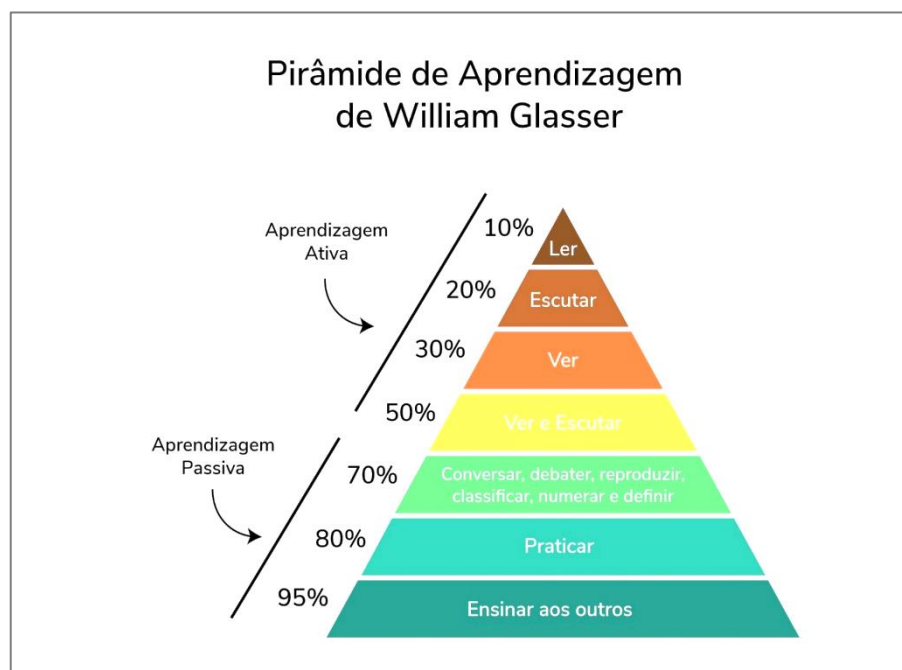 Pirâmide de Aprendizagem
de William Glasser
Aprendizagem
Ativa
10%
Ler
20%
Escutar
30%
Ver
50%
Ver e Escutar
Aprendizagem
Passiva
70%
Conversar, debater, reproduzir,
classificar, numerar e definir
80%
Praticar
95%
Ensinar aos outros